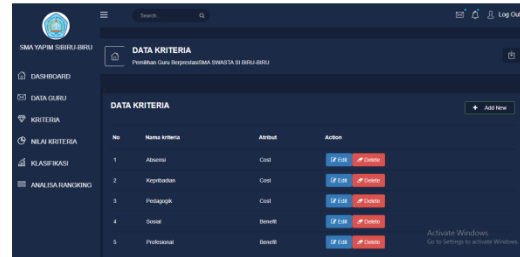 Search..
Log Out
SMA YAPIM SIBIRU-BIRU
DATA KRITERIA
Pemilihan Guru BerprestasiSMA SWASTA SI BIRU-BIRU
DASHBOARD
DATA GURU
KRITERIA
NILAI KRITERIA
KLASIFIKASI
ANALISA RANGKING
DATA KRITERIA
+ Add New
No Nama kriteria Atribut Action
1 Absensi Cost Edit Delete
2 Kepribadian Cost Edit Delete
3 Pedagogik Cost Edit Delete
4 Sosial Benefit Edit Delete
5 Profesional Benefit Edit Delete
Activate Windows
Go to Settings to activate Windows.